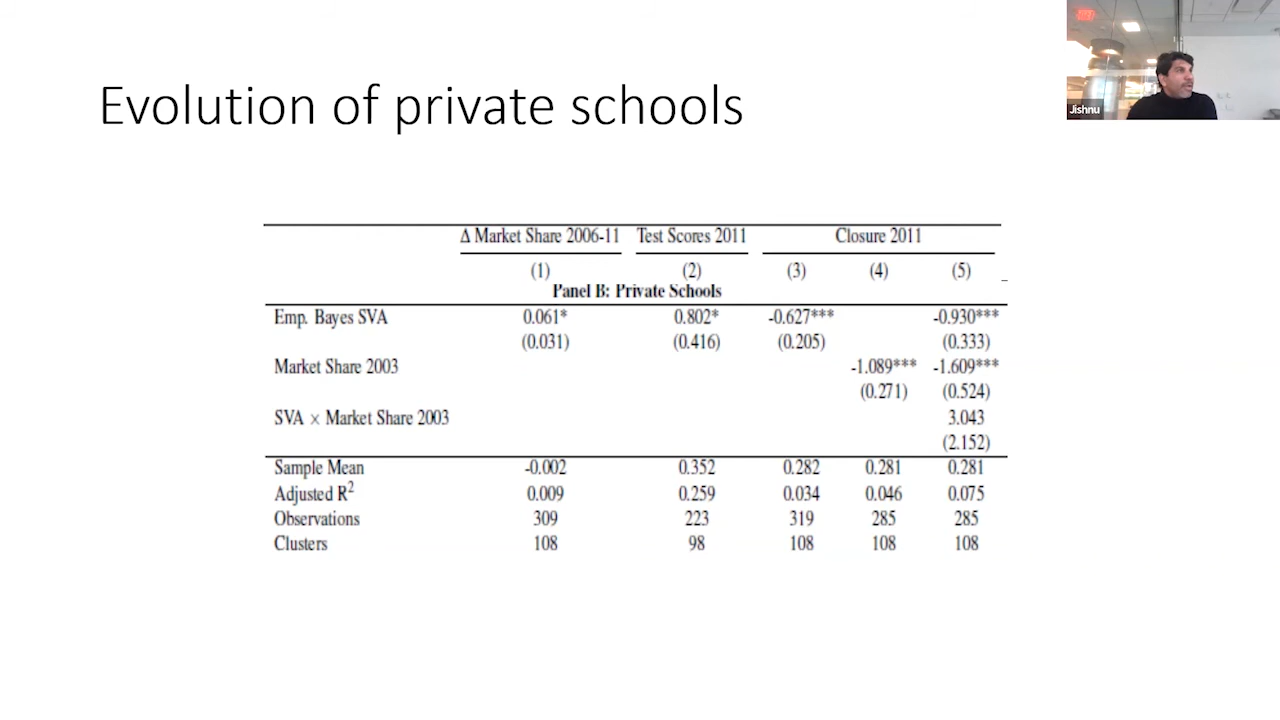 Jishnu
Evolution of private schools
Δ Market Share 2006-11 Test Scores 2011 Closure 2011
(1) (2) (3) (4) (5)
Panel B: Private Schools
Emp. Bayes SVA 0.061* 0.802* -0.627*** -0.930***
(0.031) (0.416) (0.205) (0.333)
Market Share 2003 -1.089*** -1.609***
(0.271) (0.524)
SVA × Market Share 2003 3.043
(2.152)
Sample Mean -0.002 0.352 0.282 0.281 0.281
Adjusted R² 0.009 0.259 0.034 0.046 0.075
Observations 309 223 319 285 285
Clusters 108 98 108 108 108